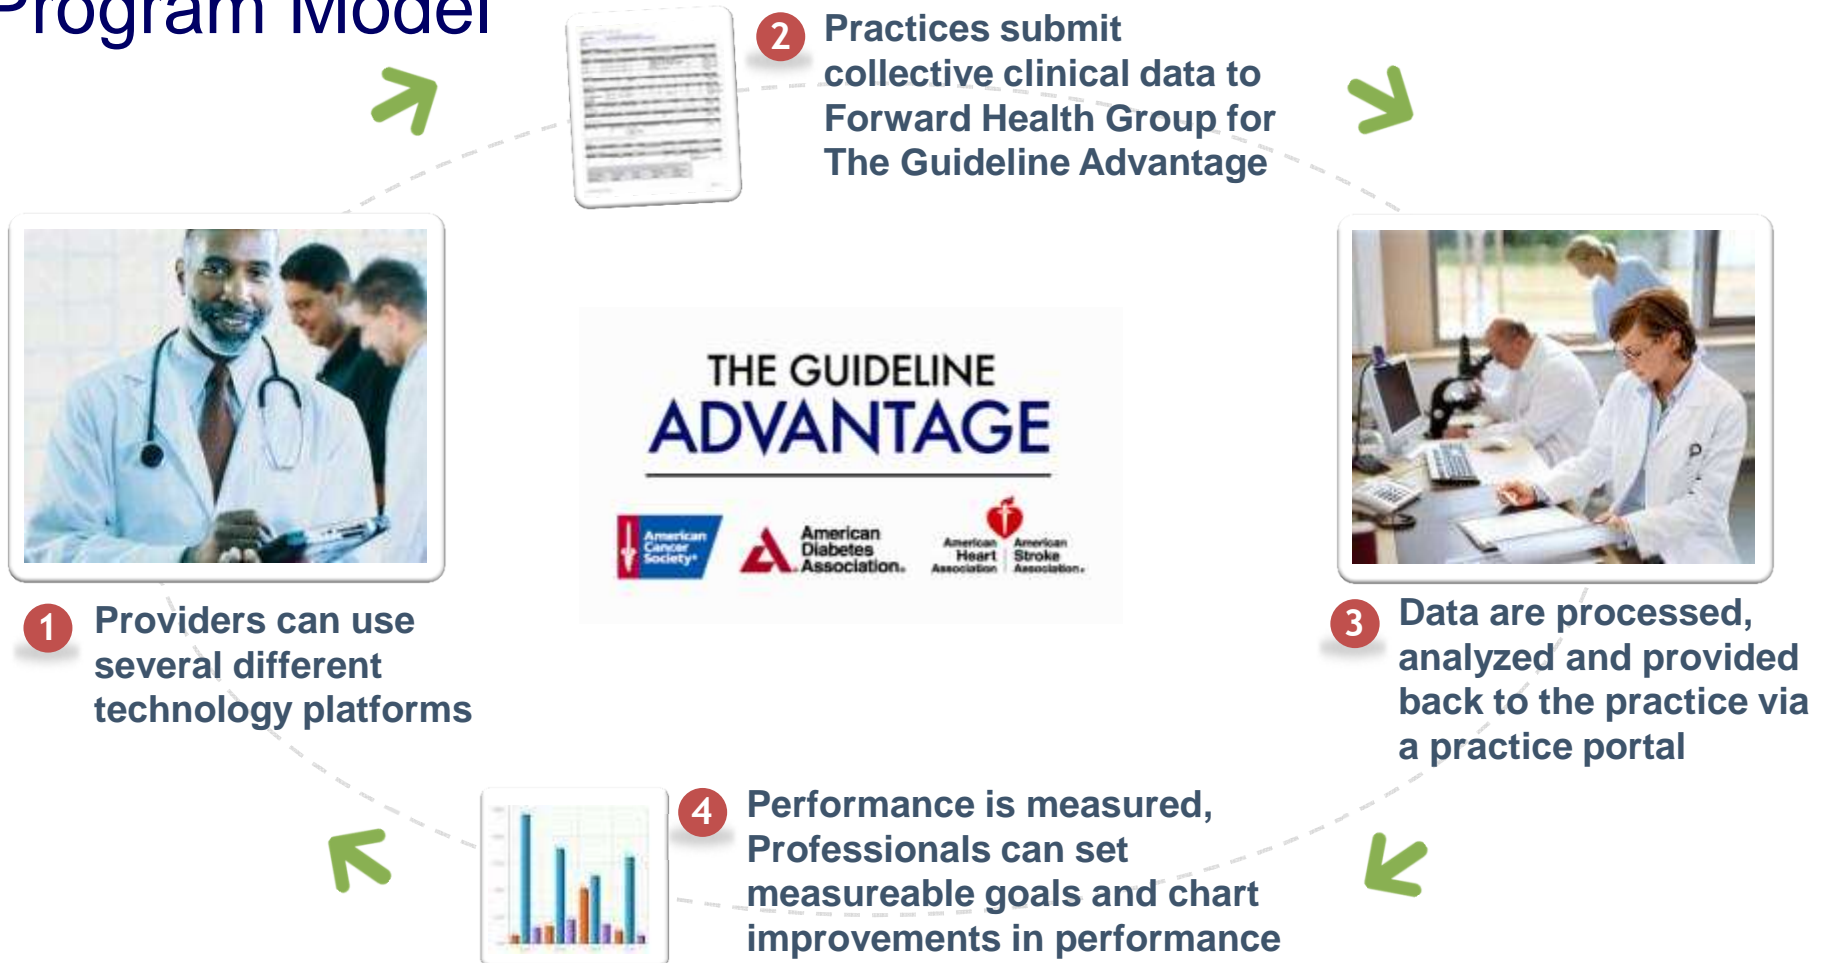 Program Model
2
Practices submit
collective clinical data to
Forward Health Group for
The Guideline Advantage
THE GUIDELINE
ADVANTAGE
American
Cancer
Society®
American
Diabetes
Association®
American
Heart
Association
American
Stroke
Association®
1
Providers can use
several different
technology platforms
3
Data are processed,
analyzed and provided
back to the practice via
a practice portal
4
Performance is measured,
Professionals can set
measureable goals and chart
improvements in performance